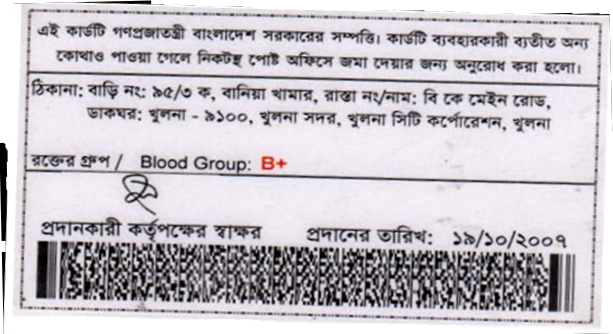 এই কার্ডটি গণপ্রজাতন্ত্রী বাংলাদেশ সরকারের সম্পত্তি। কার্ডটি ব্যবহারকারী ব্যতীত অন্য
কোথাও পাওয়া গেলে নিকটস্থ পোষ্ট অফিসে জমা দেয়ার জন্য অনুরোধ করা হলো।
ঠিকানা: বাড়ি নং: ৯৫/৩ ক, বানিয়া খামার, রাস্তা নং/নাম: বি কে মেইন রোড,
ডাকঘর: খুলনা - ৯১০০, খুলনা সদর, খুলনা সিটি কর্পোরেশন, খুলনা
রক্তের গ্রুপ / Blood Group: B+
প্রদানকারী কর্তৃপক্ষের স্বাক্ষর প্রদানের তারিখ: ১৯/১০/২০০৭